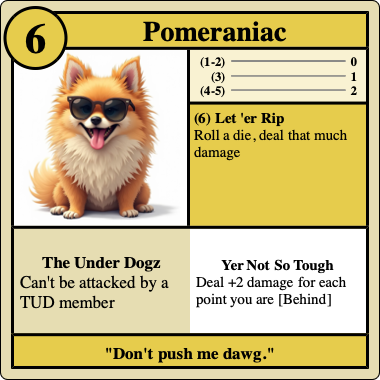 6
Pomeraniac
(1-2) 0
(3) 1
(4-5) 2
(6) Let 'er Rip
Roll a die, deal that much
damage
The Under Dogz
Can't be attacked by a
TUD member
Yer Not So Tough
Deal +2 damage for each
point you are [Behind]
"Don't push me dawg."